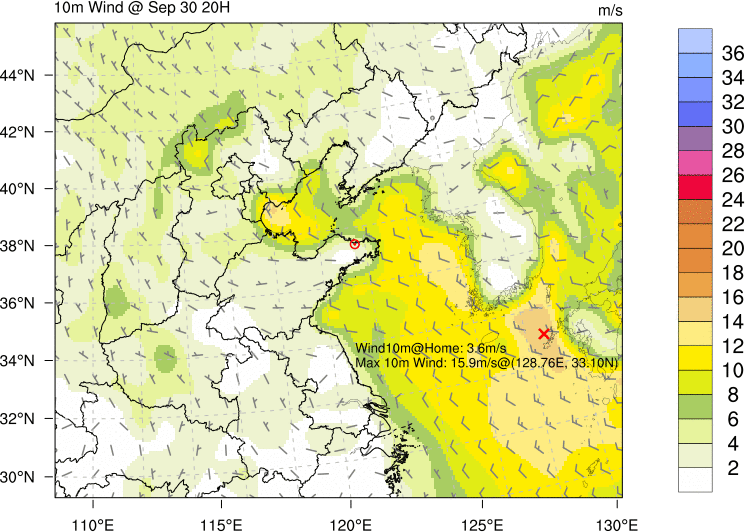 10m Wind @ Sep 30 20H
m/s
44°N
42°N
40°N
38°N
36°N
34°N
32°N
30°N
110°E
115°E
120°E
125°E
130°E
Wind10m@Home: 3.6m/s
Max 10m Wind: 15.9m/s@(128.76E, 33.10N)
36
34
32
30
28
26
24
22
20
18
16
14
12
10
8
6
4
2